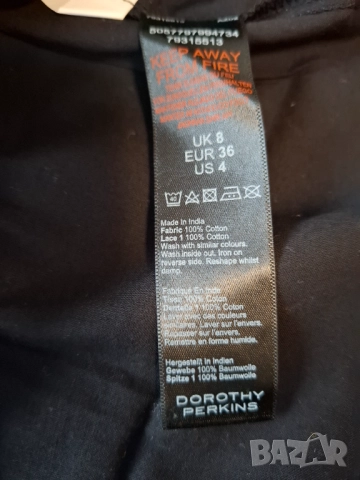 5057797994734
79315513
KEEP AWAY
FROM FIRE
UK 8
EUR 36
US 4
40
Made In India
Fabric 100% Cotton
Lace 1 100% Cotton
Wash with similar colours.
Wash inside out. Iron on
reverse side. Reshape whilst
damp.
Fabriqué En Inde
Tissu 100% Coton
Dentelle 1 100% Coton
Laver avec des couleurs
similaires. Laver sur l'envers.
Repasser sur l'envers.
Remettre en forme humide.
Hergestellt in Indien
Gewebe 100% Baumwolle
Spitze 1 100% Baumwolle
DOROTHY
PERKINS
BAZAR